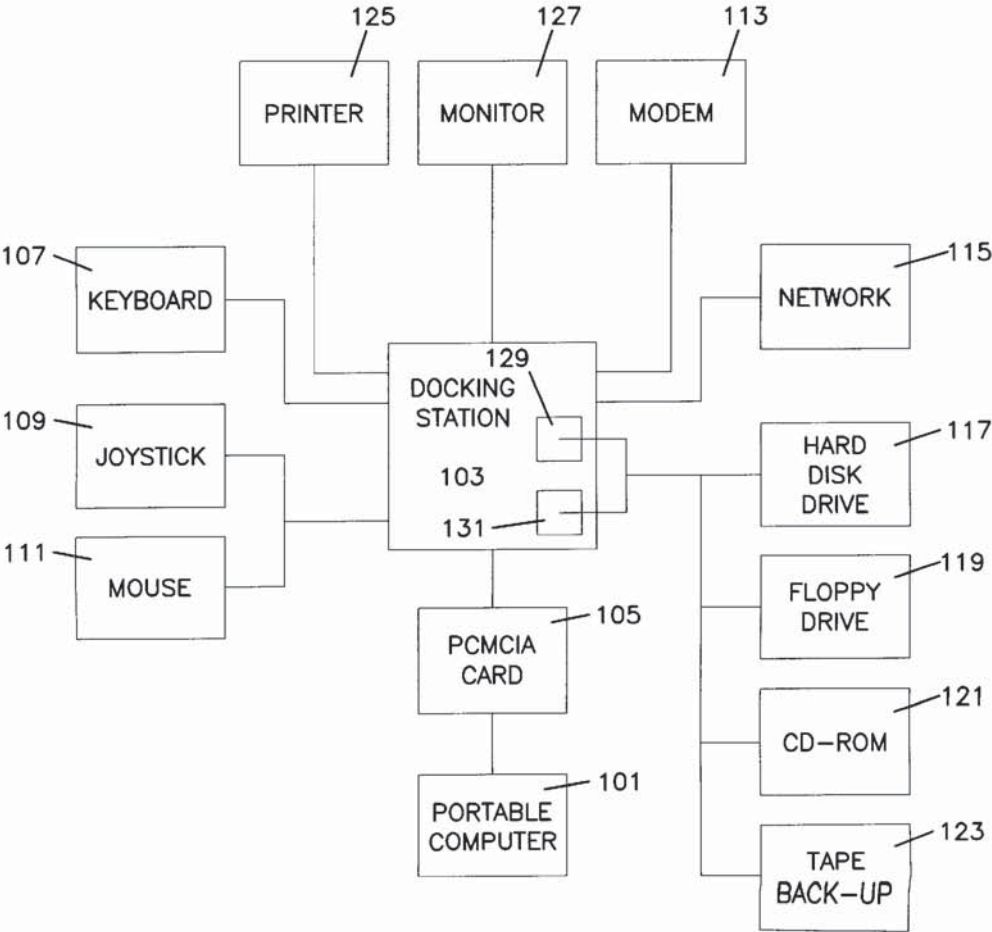 125
127
113
PRINTER
MONITOR
MODEM
107
KEYBOARD
115
NETWORK
129
DOCKING
STATION
103
131
109
JOYSTICK
111
MOUSE
117
HARD
DISK
DRIVE
119
FLOPPY
DRIVE
105
PCMCIA
CARD
121
CD-ROM
101
PORTABLE
COMPUTER
123
TAPE
BACK-UP